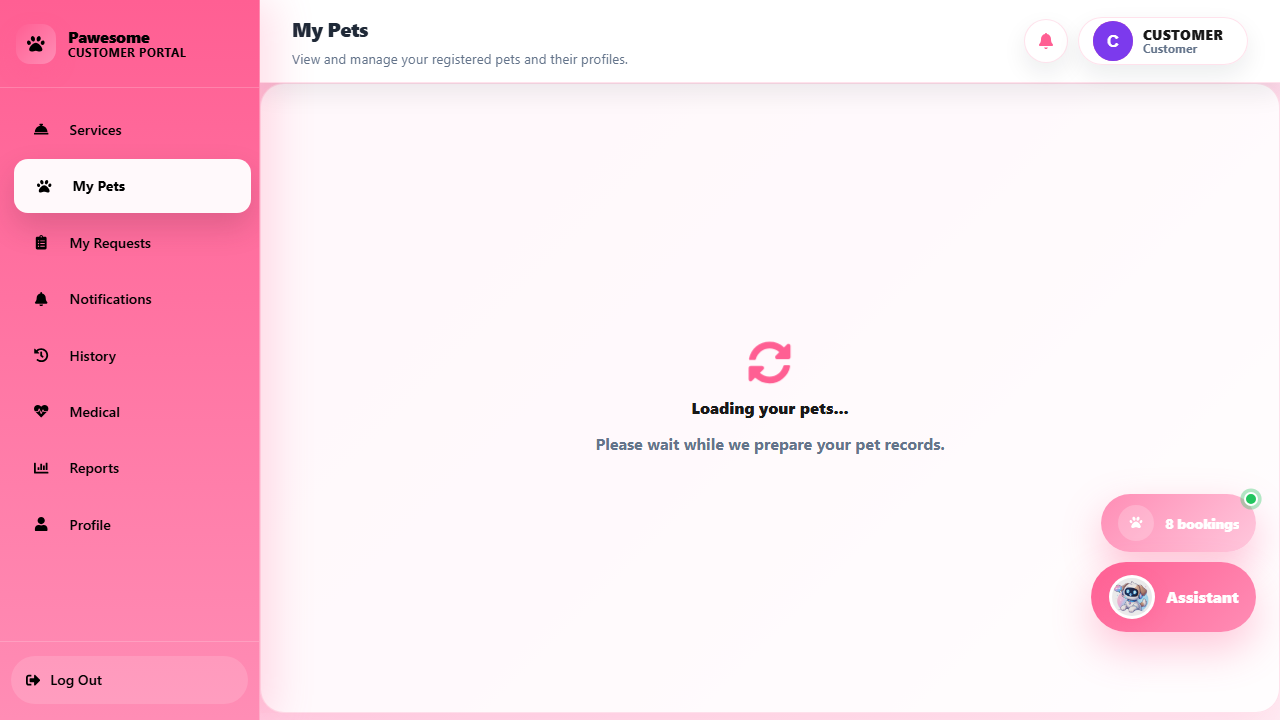 Pawesome
CUSTOMER PORTAL
Services
My Pets
My Requests
Notifications
History
Medical
Reports
Profile
Log Out
My Pets
View and manage your registered pets and their profiles.
C
CUSTOMER
Customer
Loading your pets...
Please wait while we prepare your pet records.
8 bookings
Assistant